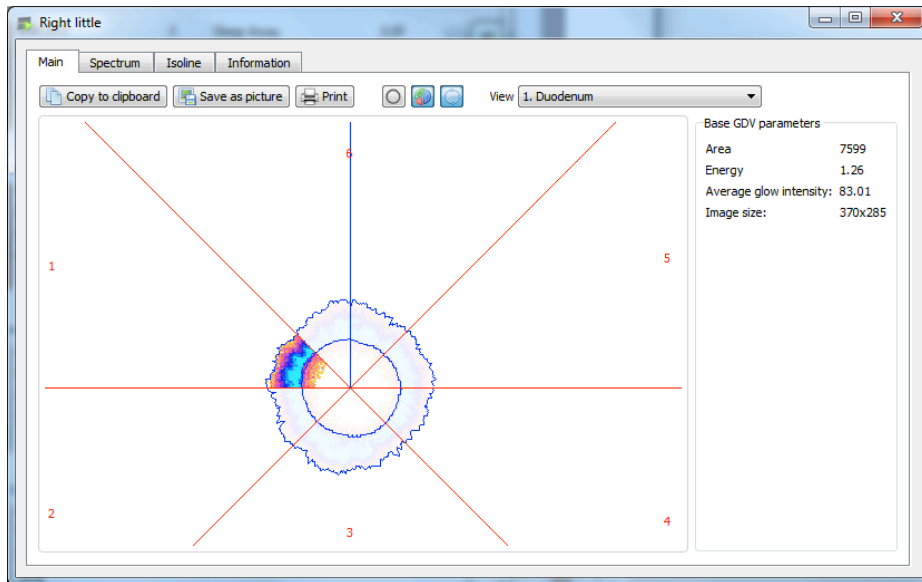 Right little
Main Spectrum Isoline Information
Copy to clipboard Save as picture Print View 1. Duodenum
Base GDV parameters
Area 7599
Energy 1.26
Average glow intensity: 83.01
Image size: 370x285
6
1
5
2
3
4